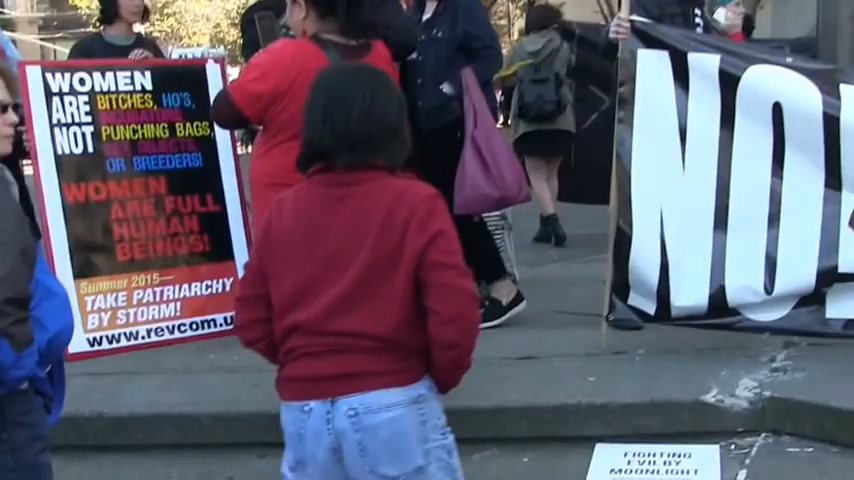 WOMEN
ARE BITCHES, HO'S,
NOT INCUBATORS,
PUNCHING BAGS,
OBJECTS,
OR BREEDERS!
WOMEN
ARE FULL
HUMAN
BEINGS!
Summer 2015—
TAKE PATRIARCHY
BY STORM!
www.revcom.u
NO
FIGHTING
EVIL BY
MOONLIGHT